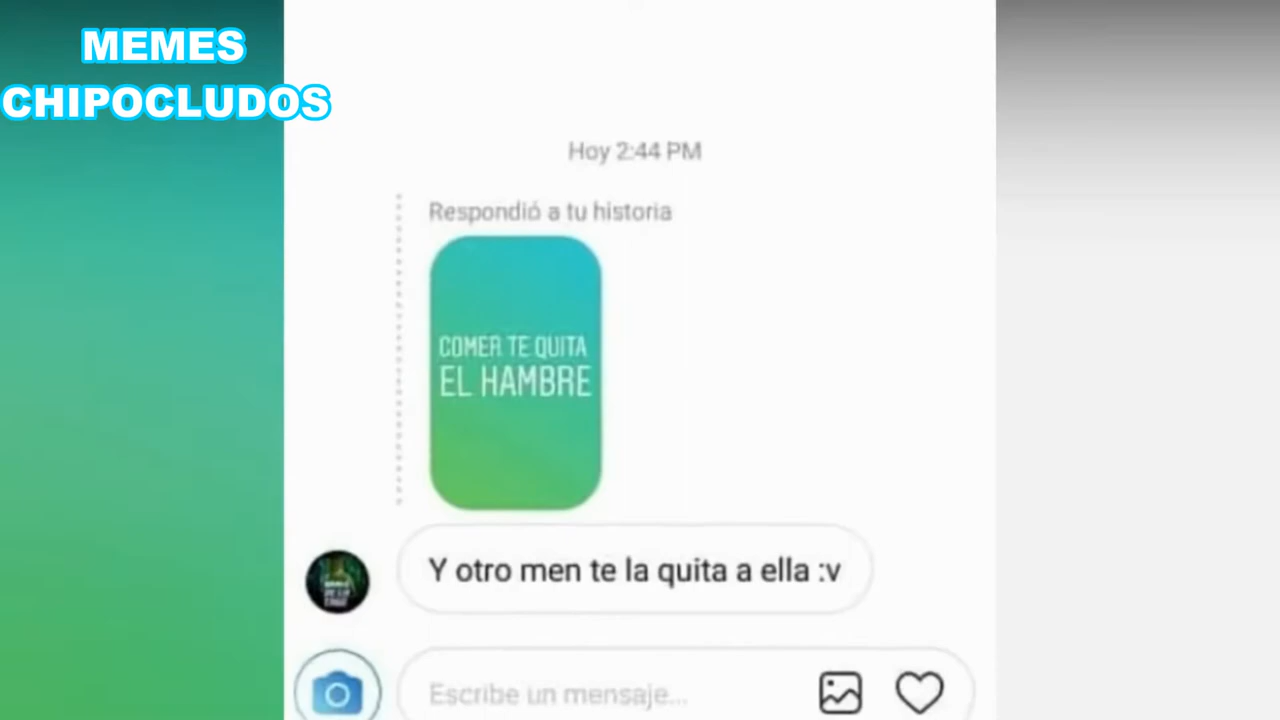 MEMES
CHIPOCLUDOS
Hoy 2:44 PM
Respondió a tu historia
COMER TE QUITA
EL HAMBRE
Y otro men te la quita a ella :v
Escribe un mensaje...